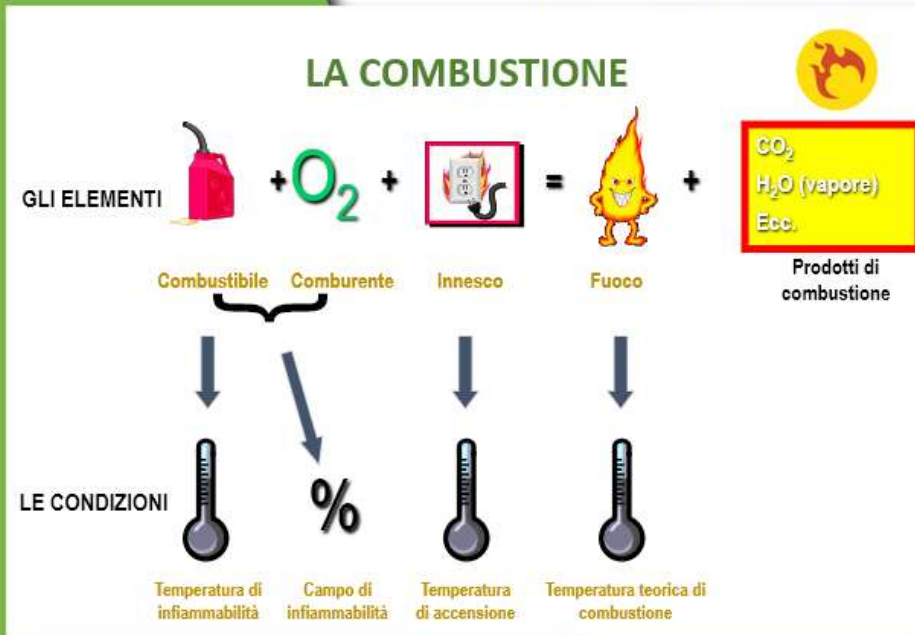 LA COMBUSTIONE
GLI ELEMENTI
+ O₂ + = +
CO₂
H₂O (vapore)
Ecc.
Combustibile Comburente Innesco Fuoco
Prodotti di
combustione
LE CONDIZIONI
%
Temperatura di
infiammabilità
Campo di
infiammabilità
Temperatura
di accensione
Temperatura teorica di
combustione